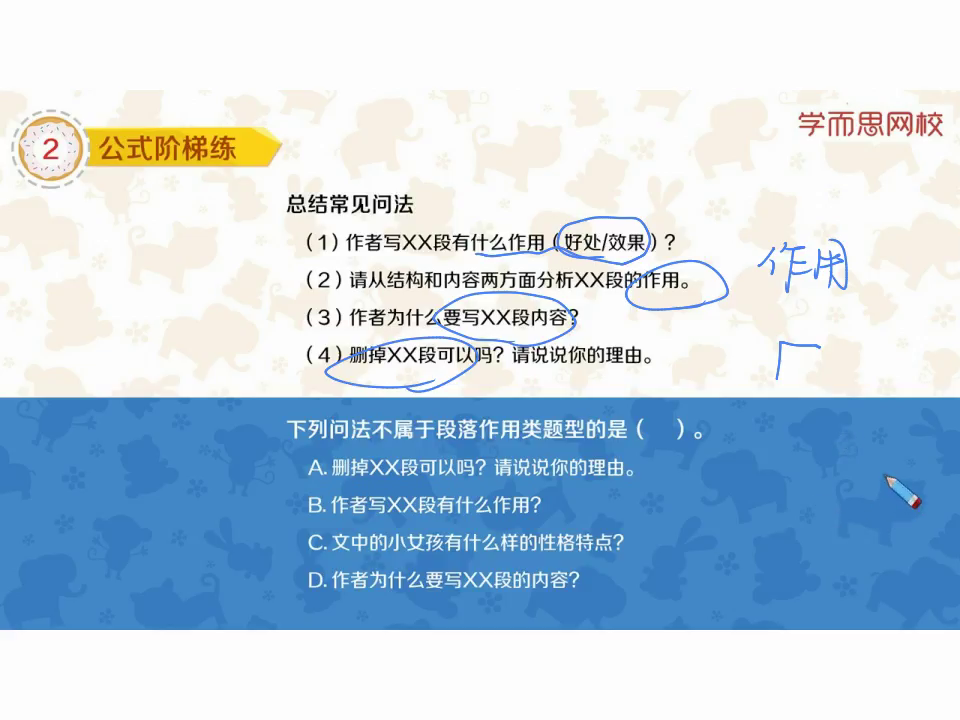 学而思网校
2 公式阶梯练
总结常见问法
(1)作者写XX段有什么作用(好处/效果)?
(2)请从结构和内容两方面分析XX段的作用。
作用
(3)作者为什么要写XX段内容?
(4)删掉XX段可以吗?请说说你的理由。
下列问法不属于段落作用类题型的是( )。
A. 删掉XX段可以吗?请说说你的理由。
B. 作者写XX段有什么作用?
C. 文中的小女孩有什么样的性格特点?
D. 作者为什么要写XX段的内容?